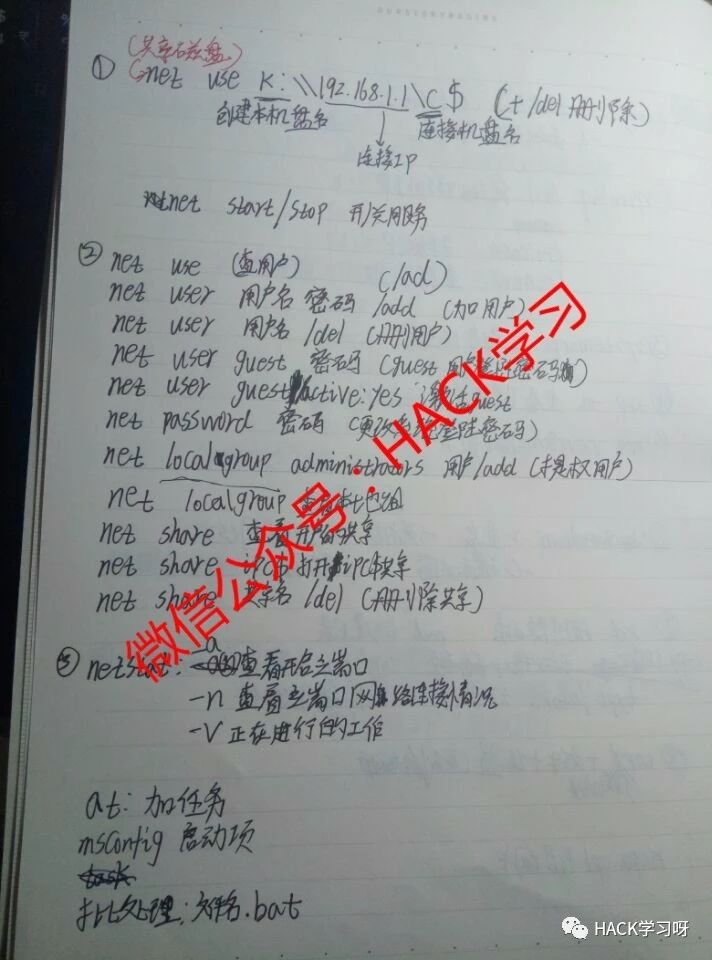 (共享磁盘)
① net use K: \\192.168.1.1\C$ (+/del 删除)
创建本机盘名 连接机盘名
连接IP
net start/stop 开/关服务
② net use (查用户) (/ad)
net user 用户名 密码 /add (加用户)
net user 用户名 /del (删用户)
net user guest 密码 (guest
net user guest active:yes 激活guest
net password 密码 (更改系统登陆密码)
net localgroup administrators 用户/add (提权用户)
net localgroup 查看本地组
net share 查看开启的共享
net share ipc$ 打开ipc$共享
net share 共享名 /del (删除共享)
③ netstat: -a 查看开启之端口
-n 查看之端口网络连接情况
-v 正在进行的工作
at: 加任务
msconfig 启动项
task
批处理: .bat
微信公众号:HACK学习
HACK学习呀